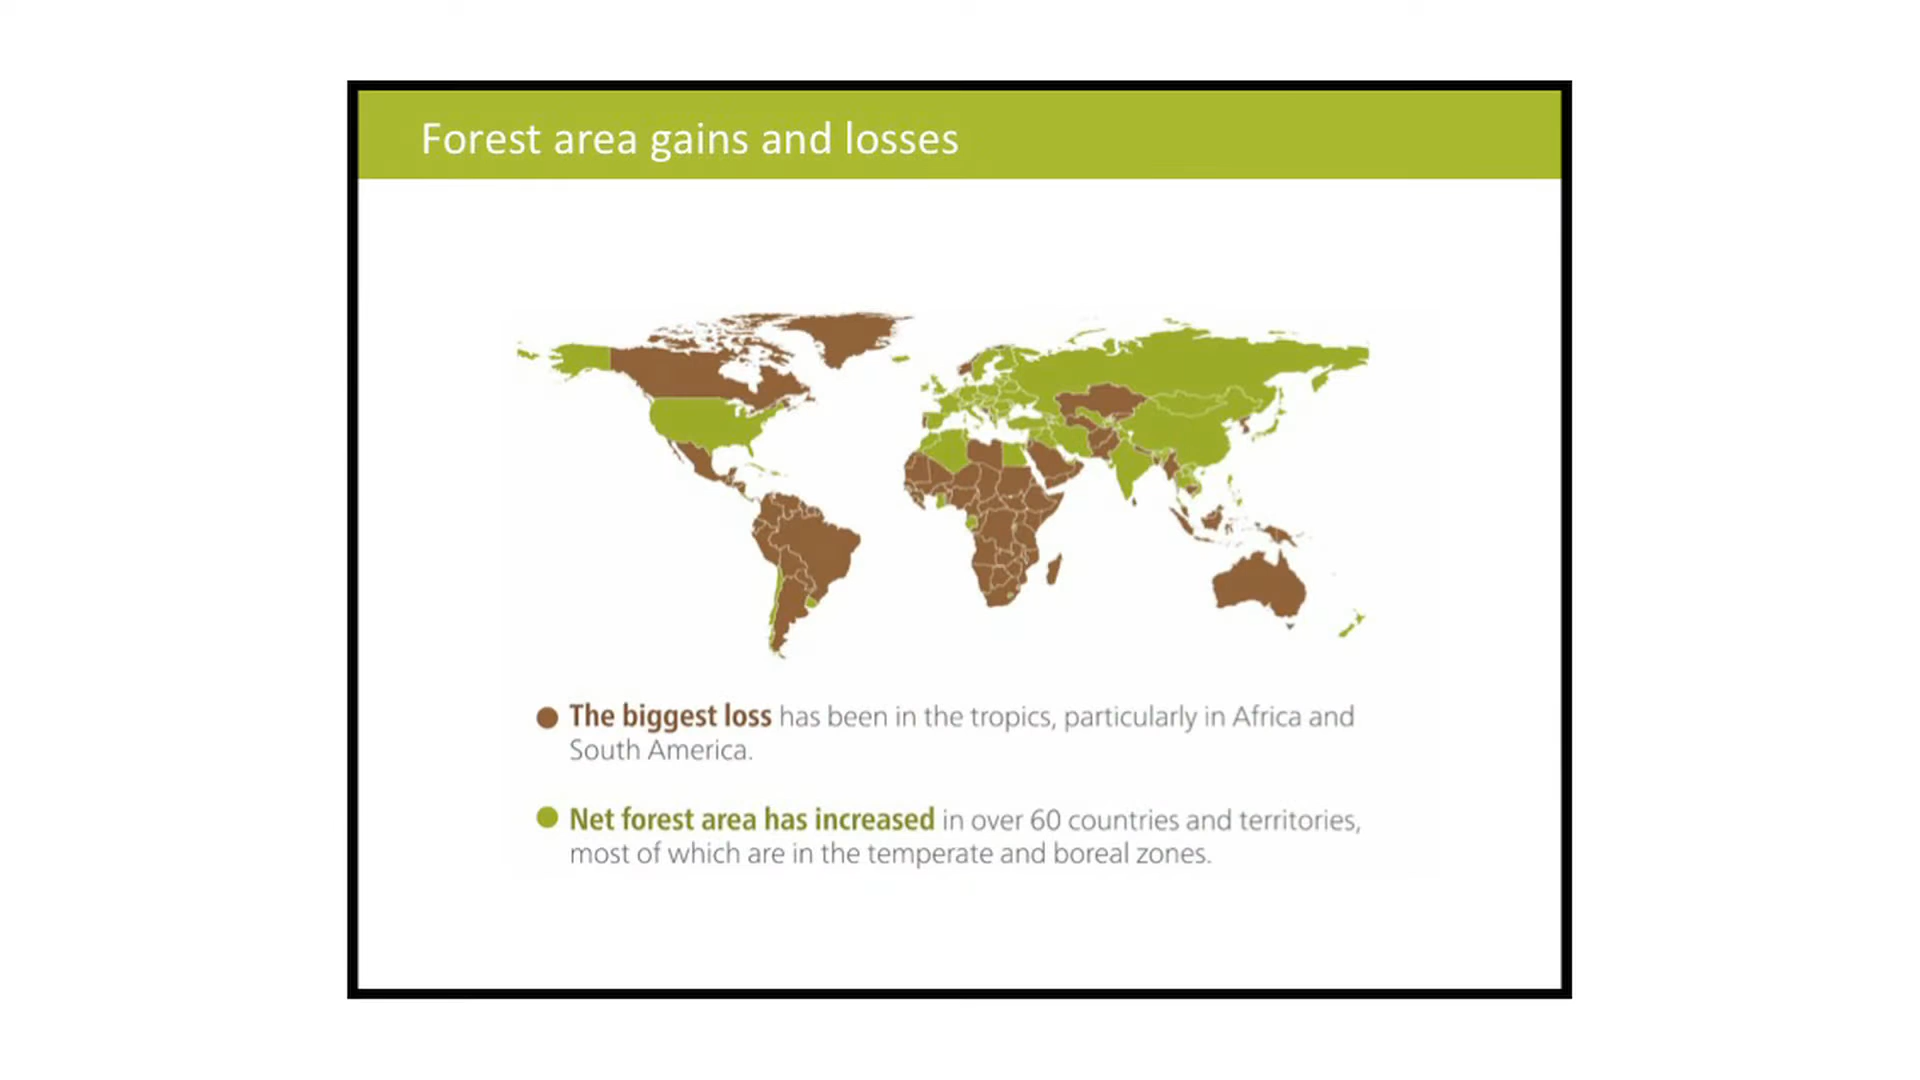 Forest area gains and losses
The biggest loss has been in the tropics, particularly in Africa and
South America.
Net forest area has increased in over 60 countries and territories,
most of which are in the temperate and boreal zones.